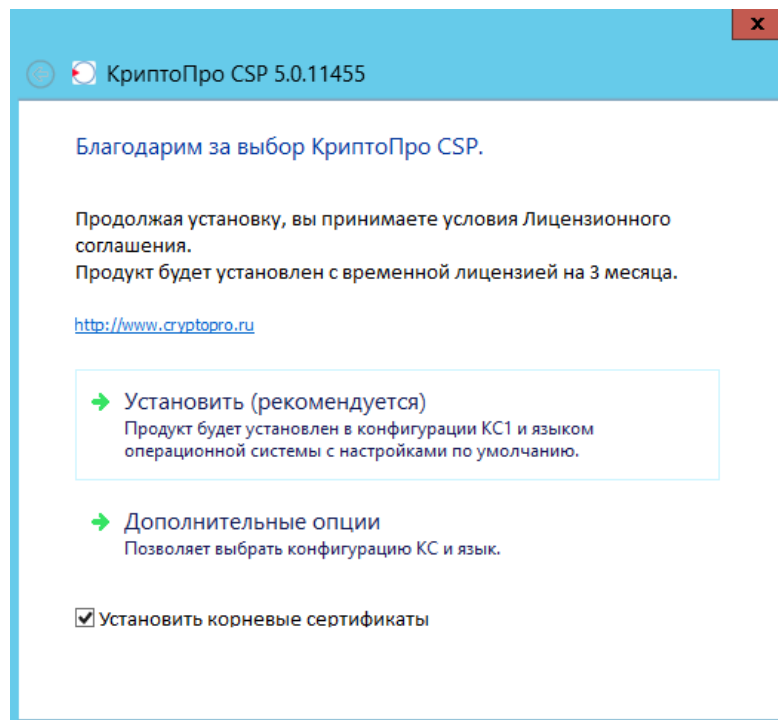 x
КриптоПро CSP 5.0.11455
Благодарим за выбор КриптоПро CSP.
Продолжая установку, вы принимаете условия Лицензионного
соглашения.
Продукт будет установлен с временной лицензией на 3 месяца.
http://www.cryptopro.ru
Установить (рекомендуется)
Продукт будет установлен в конфигурации КС1 и языком
операционной системы с настройками по умолчанию.
Дополнительные опции
Позволяет выбрать конфигурацию КС и язык.
Установить корневые сертификаты